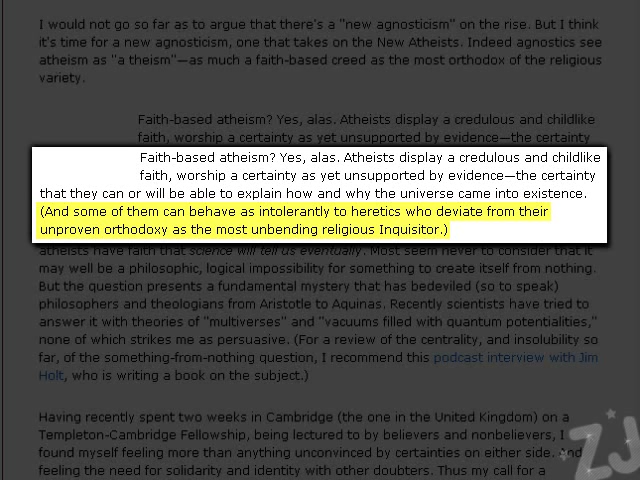 I would not go so far as to argue that there's a "new agnosticism" on the rise. But I think
it's time for a new agnosticism, one that takes on the New Atheists. Indeed agnostics see
atheism as "a theism"—as much a faith-based creed as the most orthodox of the religious
variety.
Faith-based atheism? Yes, alas. Atheists display a credulous and childlike
faith, worship a certainty as yet unsupported by evidence—the certainty
Faith-based atheism? Yes, alas. Atheists display a credulous and childlike
faith, worship a certainty as yet unsupported by evidence—the certainty
that they can or will be able to explain how and why the universe came into existence.
(And some of them can behave as intolerantly to heretics who deviate from their
unproven orthodoxy as the most unbending religious Inquisitor.)
atheists have faith that science will tell us eventually. Most seem never to consider that it
may well be a philosophic, logical impossibility for something to create itself from nothing.
But the question presents a fundamental mystery that has bedeviled (so to speak)
philosophers and theologians from Aristotle to Aquinas. Recently scientists have tried to
answer it with theories of "multiverses" and "vacuums filled with quantum potentialities,"
none of which strikes me as persuasive. (For a review of the centrality, and insolubility so
far, of the something-from-nothing question, I recommend this podcast interview with Jim
Holt, who is writing a book on the subject.)
Having recently spent two weeks in Cambridge (the one in the United Kingdom) on a
Templeton-Cambridge Fellowship, being lectured to by believers and nonbelievers, I
found myself feeling more than anything unconvinced by certainties on either side. And
feeling the need for solidarity and identity with other doubters. Thus my call for a
ZJ